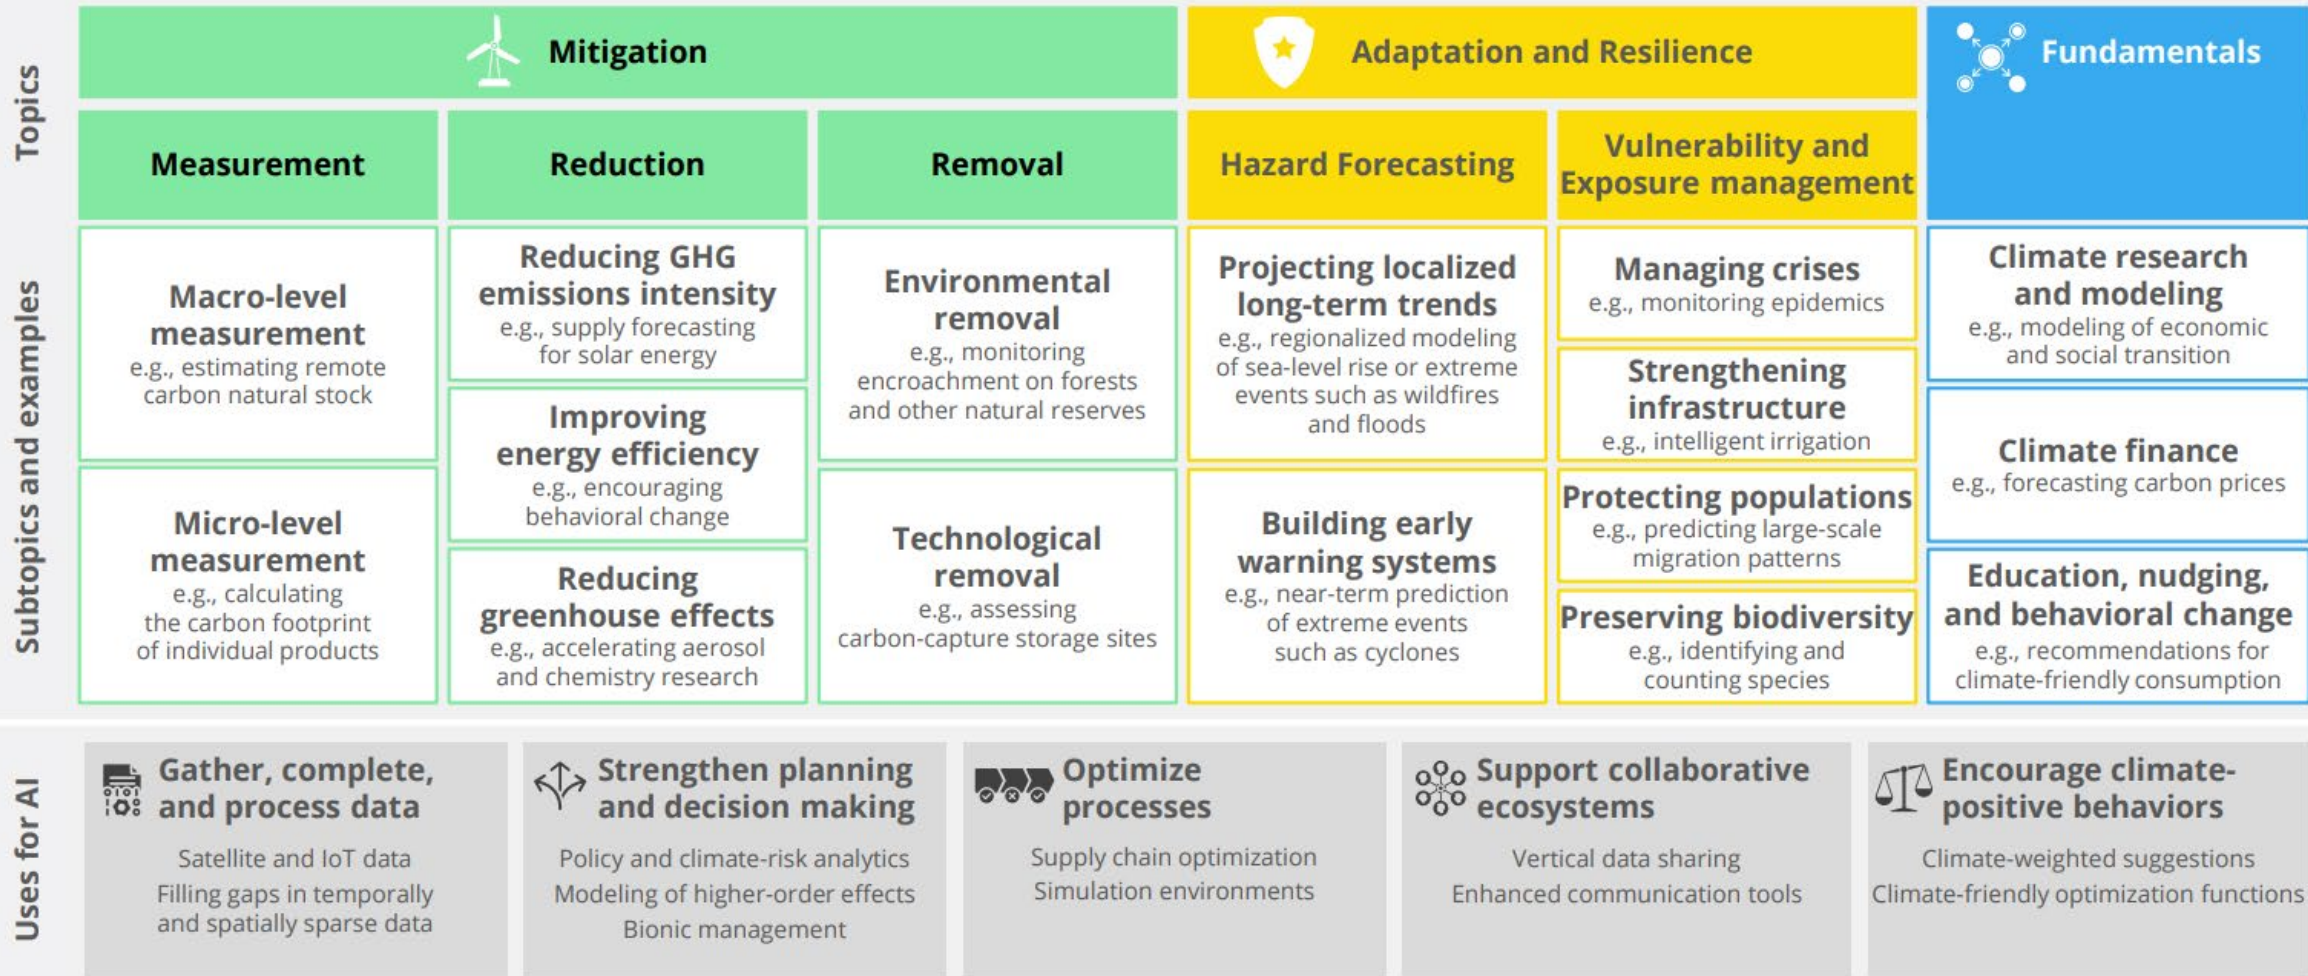 Topics
Mitigation
Adaptation and Resilience
Fundamentals
Measurement
Reduction
Removal
Hazard Forecasting
Vulnerability and
Exposure management
Subtopics and examples
Macro-level
measurement
e.g., estimating remote
carbon natural stock
Micro-level
measurement
e.g., calculating
the carbon footprint
of individual products
Reducing GHG
emissions intensity
e.g., supply forecasting
for solar energy
Improving
energy efficiency
e.g., encouraging
behavioral change
Reducing
greenhouse effects
e.g., accelerating aerosol
and chemistry research
Environmental
removal
e.g., monitoring
encroachment on forests
and other natural reserves
Technological
removal
e.g., assessing
carbon-capture storage sites
Projecting localized
long-term trends
e.g., regionalized modeling
of sea-level rise or extreme
events such as wildfires
and floods
Building early
warning systems
e.g., near-term prediction
of extreme events
such as cyclones
Managing crises
e.g., monitoring epidemics
Strengthening
infrastructure
e.g., intelligent irrigation
Protecting populations
e.g., predicting large-scale
migration patterns
Preserving biodiversity
e.g., identifying and
counting species
Climate research
and modeling
e.g., modeling of economic
and social transition
Climate finance
e.g., forecasting carbon prices
Education, nudging,
and behavioral change
e.g., recommendations for
climate-friendly consumption
Uses for AI
Gather, complete,
and process data
Satellite and IoT data
Filling gaps in temporally
and spatially sparse data
Strengthen planning
and decision making
Policy and climate-risk analytics
Modeling of higher-order effects
Bionic management
Optimize
processes
Supply chain optimization
Simulation environments
Support collaborative
ecosystems
Vertical data sharing
Enhanced communication tools
Encourage climate-
positive behaviors
Climate-weighted suggestions
Climate-friendly optimization functions